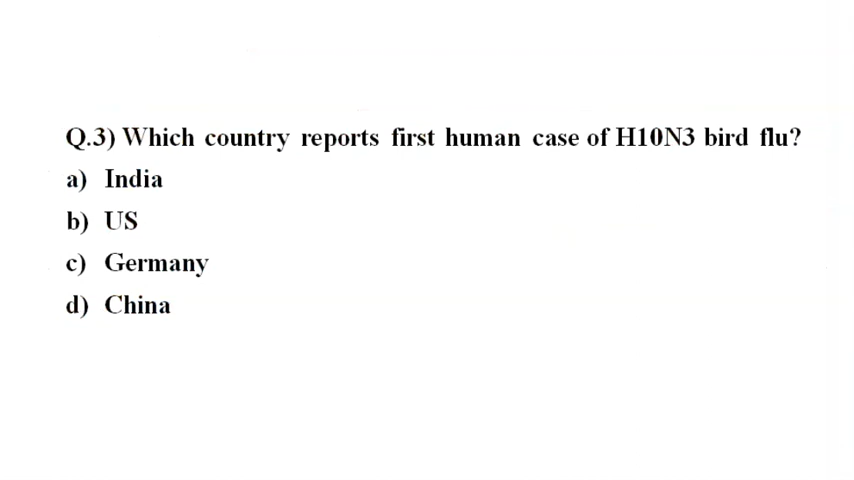 Q.3) Which country reports first human case of H10N3 bird flu?
a) India
b) US
c) Germany
d) China